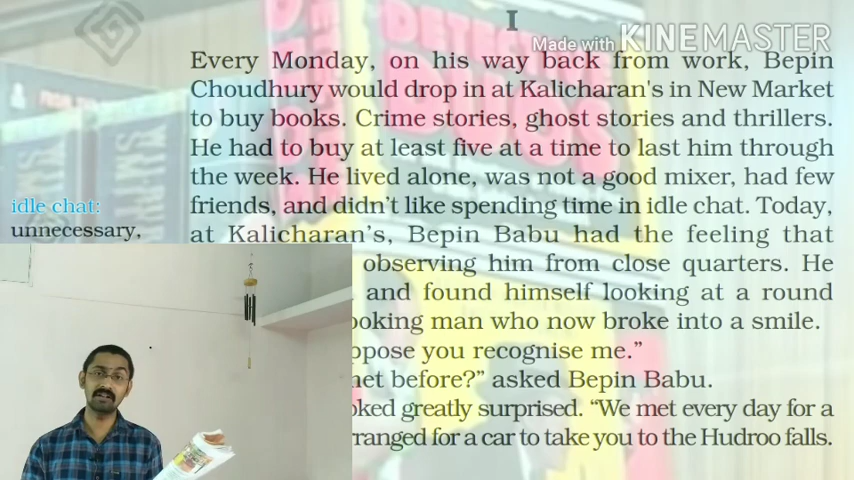 I
Made with KINEMASTER
Every Monday, on his way back from work, Bepin
Choudhury would drop in at Kalicharan's in New Market
to buy books. Crime stories, ghost stories and thrillers.
He had to buy at least five at a time to last him through
the week. He lived alone, was not a good mixer, had few
friends, and didn't like spending time in idle chat. Today,
at Kalicharan's, Bepin Babu had the feeling that
observing him from close quarters. He
and found himself looking at a round
ooking man who now broke into a smile.
ppose you recognise me."
met before?" asked Bepin Babu.
oked greatly surprised. "We met every day for a
rranged for a car to take you to the Hudroo falls.
idle chat:
unnecessary,
DETECTIVE
DUOS